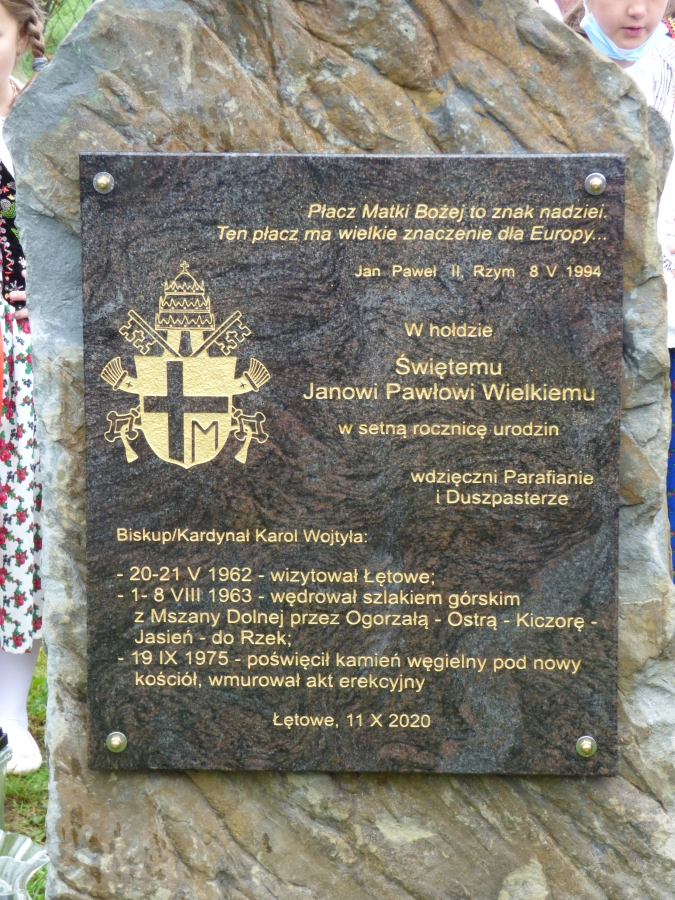 Płacz Matki Bożej to znak nadziei.
Ten płacz ma wielkie znaczenie dla Europy...
Jan Paweł II, Rzym 8 V 1994
W hołdzie
Świętemu
Janowi Pawłowi Wielkiemu
w setną rocznicę urodzin
wdzięczni Parafianie
i Duszpasterze
M
Biskup/Kardynał Karol Wojtyła:
- 20-21 V 1962 - wizytował Łętowe;
- 1- 8 VIII 1963 - wędrował szlakiem górskim
z Mszany Dolnej przez Ogorzałą - Ostrą - Kiczorę -
Jasień - do Rzek;
- 19 IX 1975 - poświęcił kamień węgielny pod nowy
kościół, wmurował akt erekcyjny
Łętowe, 11 X 2020